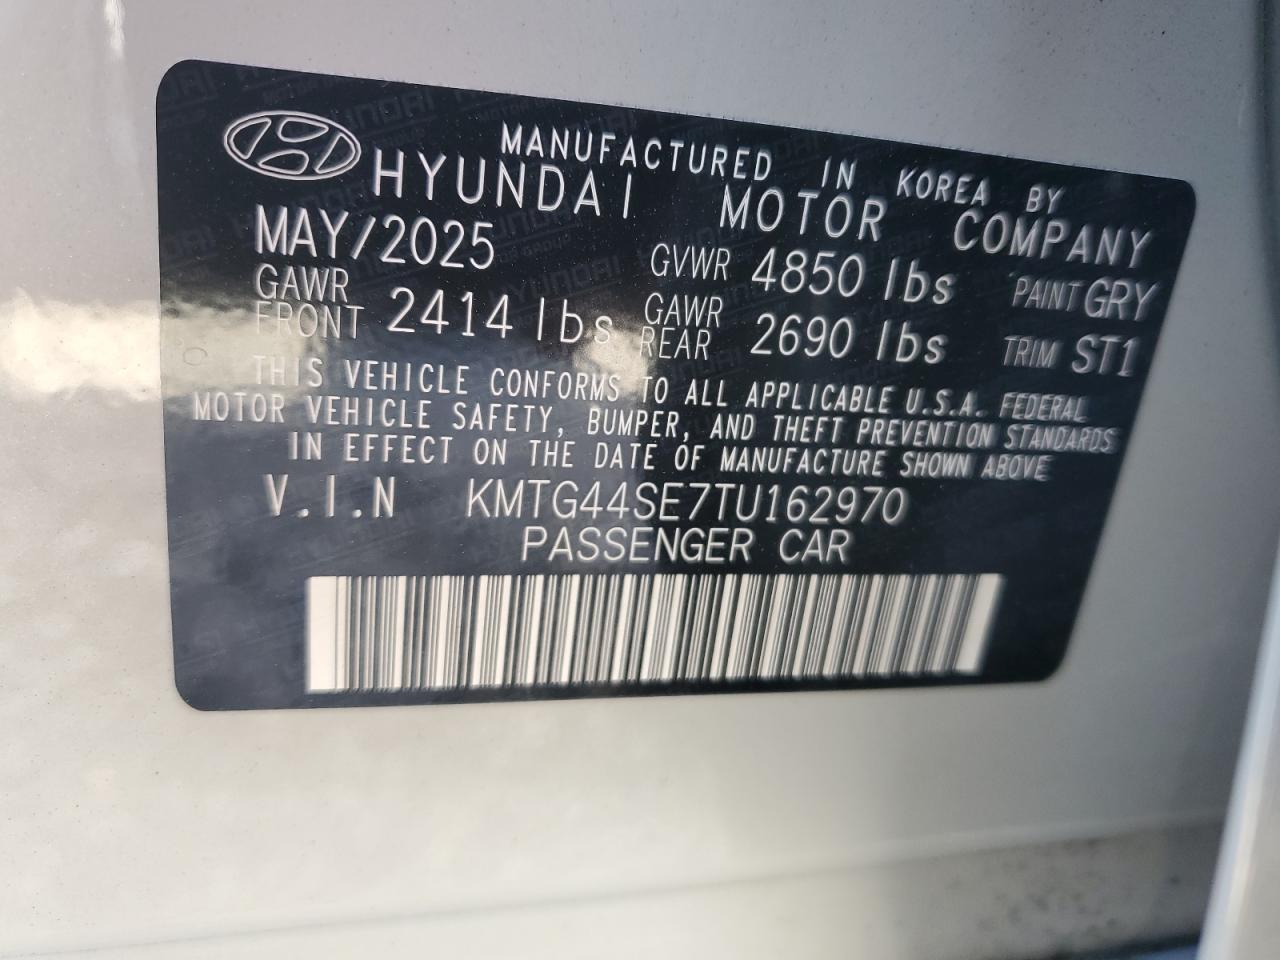 MANUFACTURED IN KOREA BY
HYUNDAI MOTOR COMPANY
MAY/2025 GVWR 4850 lbs PAINT GRY
GAWR FRONT 2414 lbs GAWR REAR 2690 lbs TRIM ST1
THIS VEHICLE CONFORMS TO ALL APPLICABLE U.S.A. FEDERAL
MOTOR VEHICLE SAFETY, BUMPER, AND THEFT PREVENTION STANDARDS
IN EFFECT ON THE DATE OF MANUFACTURE SHOWN ABOVE
V.I.N KMTG44SE7TU162970
PASSENGER CAR